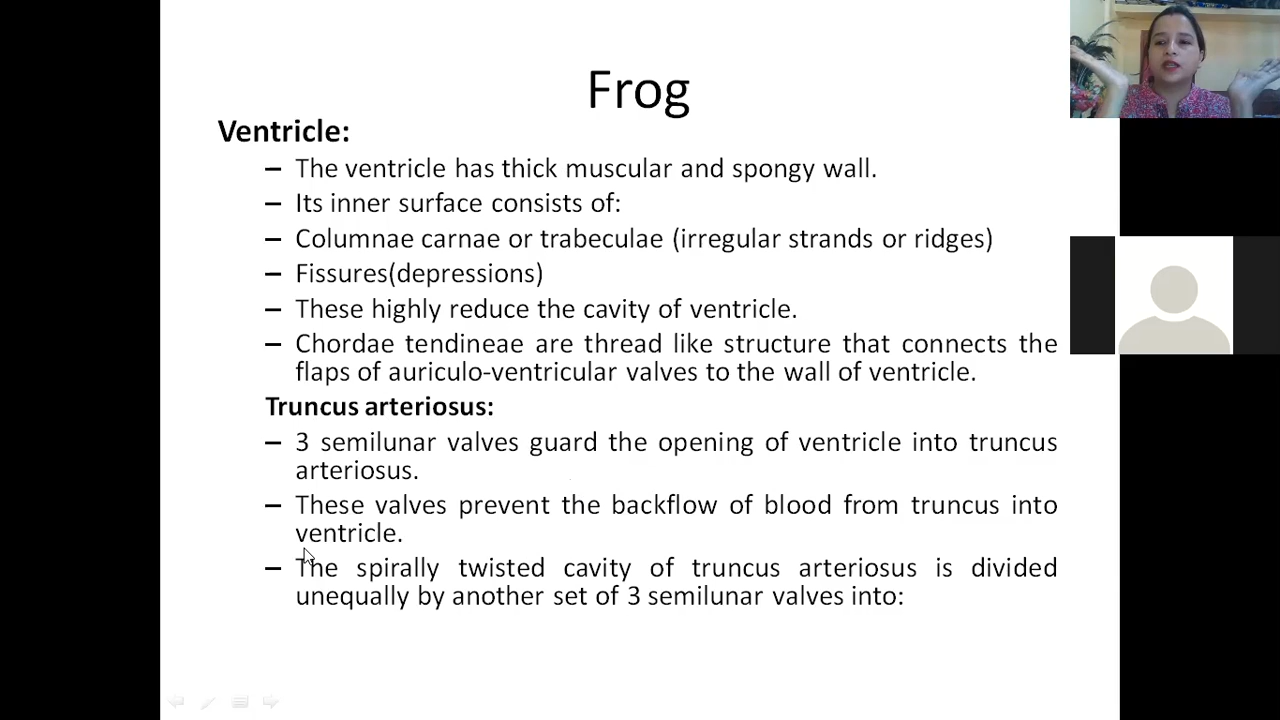 Frog
Ventricle:
– The ventricle has thick muscular and spongy wall.
– Its inner surface consists of:
– Columnae carnae or trabeculae (irregular strands or ridges)
– Fissures(depressions)
– These highly reduce the cavity of ventricle.
– Chordae tendineae are thread like structure that connects the
flaps of auriculo-ventricular valves to the wall of ventricle.
Truncus arteriosus:
– 3 semilunar valves guard the opening of ventricle into truncus
arteriosus.
– These valves prevent the backflow of blood from truncus into
ventricle.
– The spirally twisted cavity of truncus arteriosus is divided
unequally by another set of 3 semilunar valves into: